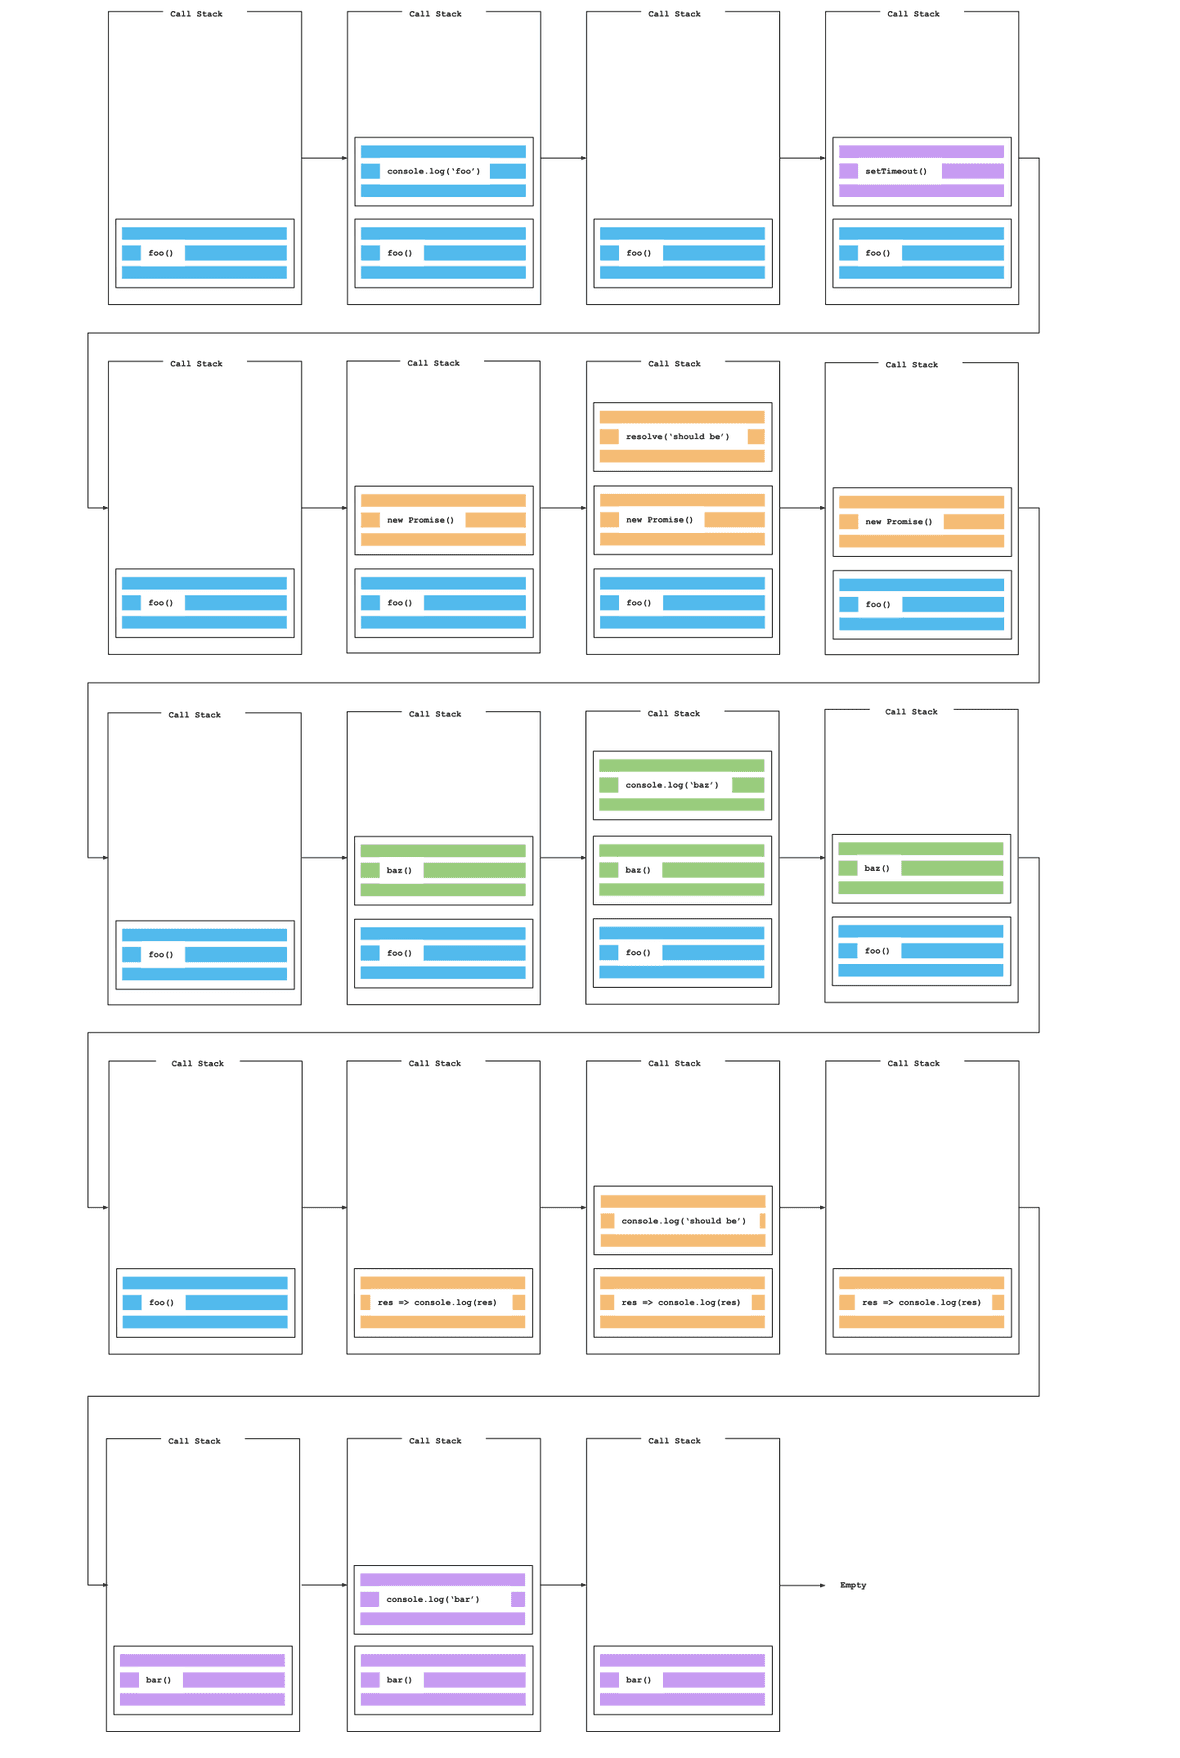 Call Stack
foo()
Call Stack
console.log(‘foo’)
foo()
Call Stack
foo()
Call Stack
setTimeout()
foo()
Call Stack
foo()
Call Stack
new Promise()
foo()
Call Stack
resolve(‘should be’)
new Promise()
foo()
Call Stack
new Promise()
foo()
Call Stack
foo()
Call Stack
baz()
foo()
Call Stack
console.log(‘baz’)
baz()
foo()
Call Stack
baz()
foo()
Call Stack
foo()
Call Stack
res => console.log(res)
Call Stack
console.log(‘should be’)
res => console.log(res)
Call Stack
res => console.log(res)
Call Stack
bar()
Call Stack
console.log(‘bar’)
bar()
Call Stack
bar()
Empty